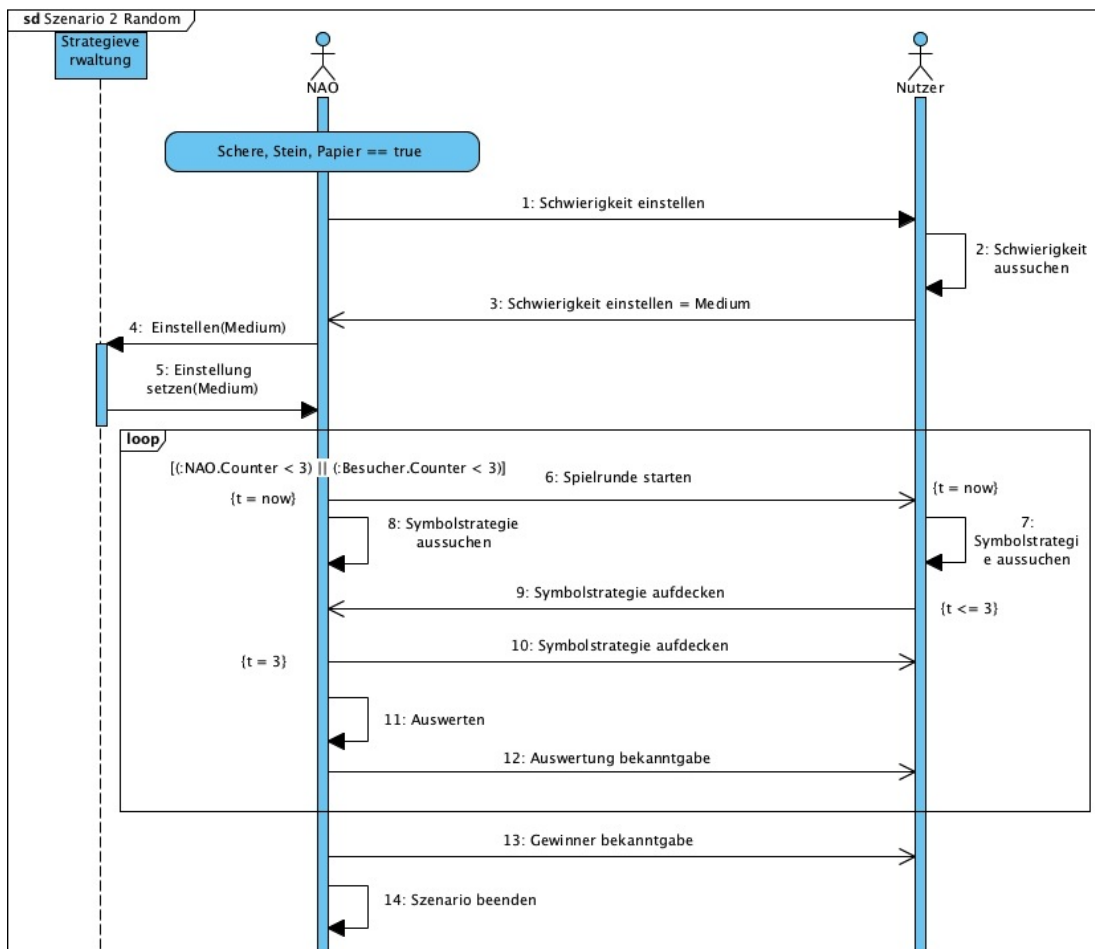 sd Szenario 2 Random
Strategieve
rwaltung
NAO
Nutzer
Schere, Stein, Papier == true
1: Schwierigkeit einstellen
2: Schwierigkeit
aussuchen
3: Schwierigkeit einstellen = Medium
4: Einstellen(Medium)
5: Einstellung
setzen(Medium)
loop
[(:NAO.Counter < 3) || (:Besucher.Counter < 3)]
6: Spielrunde starten
{t = now}
{t = now}
8: Symbolstrategie
aussuchen
7:
Symbolstrategi
e aussuchen
9: Symbolstrategie aufdecken
{t <= 3}
10: Symbolstrategie aufdecken
{t = 3}
11: Auswerten
12: Auswertung bekanntgabe
13: Gewinner bekanntgabe
14: Szenario beenden